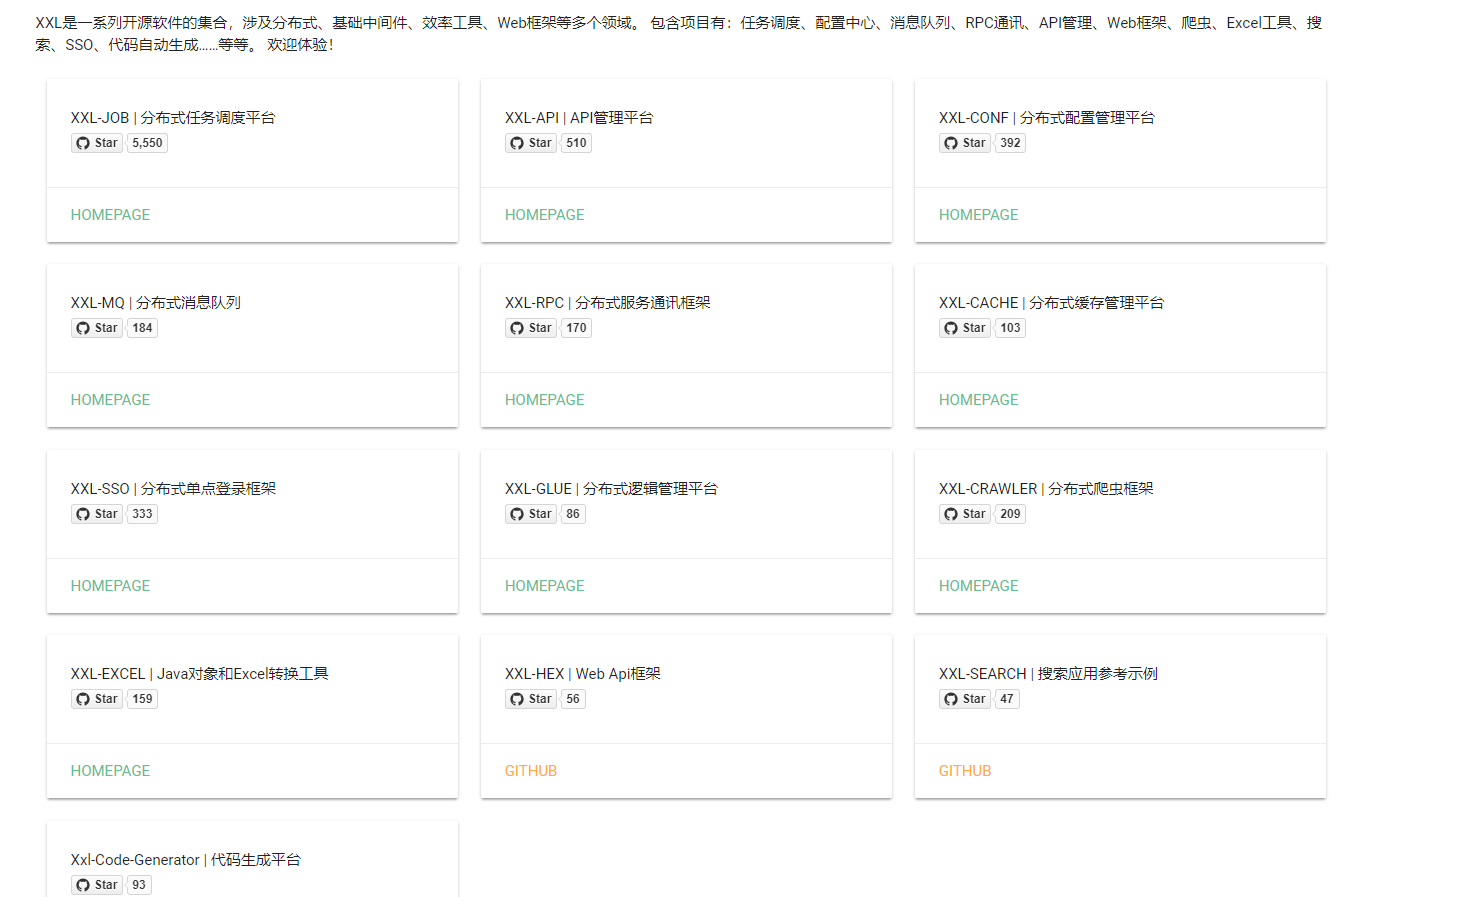 XXL是一系列开源软件的集合，涉及分布式、基础中间件、效率工具、Web框架等多个领域。 包含项目有：任务调度、配置中心、消息队列、RPC通讯、API管理、Web框架、爬虫、Excel工具、搜
索、SSO、代码自动生成……等等。 欢迎体验！
XXL-JOB | 分布式任务调度平台
Star 5,550
HOMEPAGE
XXL-API | API管理平台
Star 510
HOMEPAGE
XXL-CONF | 分布式配置管理平台
Star 392
HOMEPAGE
XXL-MQ | 分布式消息队列
Star 184
HOMEPAGE
XXL-RPC | 分布式服务通讯框架
Star 170
HOMEPAGE
XXL-CACHE | 分布式缓存管理平台
Star 103
HOMEPAGE
XXL-SSO | 分布式单点登录框架
Star 333
HOMEPAGE
XXL-GLUE | 分布式逻辑管理平台
Star 86
HOMEPAGE
XXL-CRAWLER | 分布式爬虫框架
Star 209
HOMEPAGE
XXL-EXCEL | Java对象和Excel转换工具
Star 159
HOMEPAGE
XXL-HEX | Web Api框架
Star 56
GITHUB
XXL-SEARCH | 搜索应用参考示例
Star 47
GITHUB
Xxl-Code-Generator | 代码生成平台
Star 93